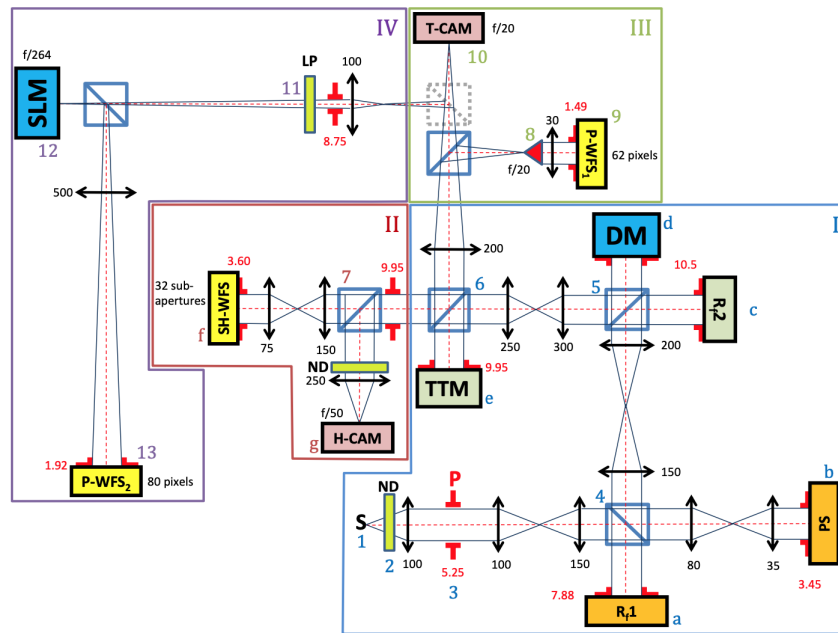 IV
III
f/264
LP
100
T-CAM
f/20
10
11
SLM
8.75
12
1.49
9
30
8
P-WFS₁
62 pixels
f/20
500
II
I
d
DM
200
3.60
9.95
10.5
32 sub-
apertures
SH-WFS
7
6
5
Rf2
c
f
75
150
250
300
200
ND
250
9.95
TTM
e
f/50
g
H-CAM
13
1.92
P-WFS₂
80 pixels
150
b
ND
P
4
S
PS
1
2
100
5.25
100
150
80
35
3
7.88
3.45
Rf1
a